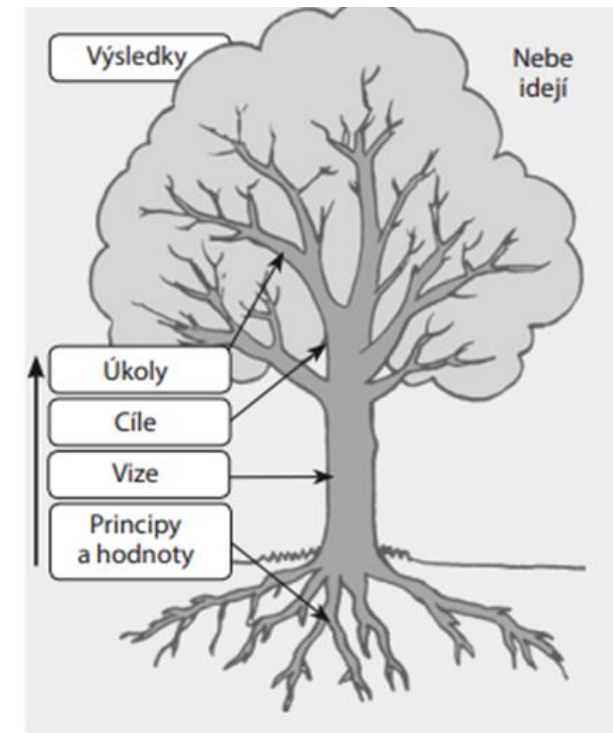 Výsledky
Nebe
idejí
Úkoly
Cíle
Vize
Principy
a hodnoty